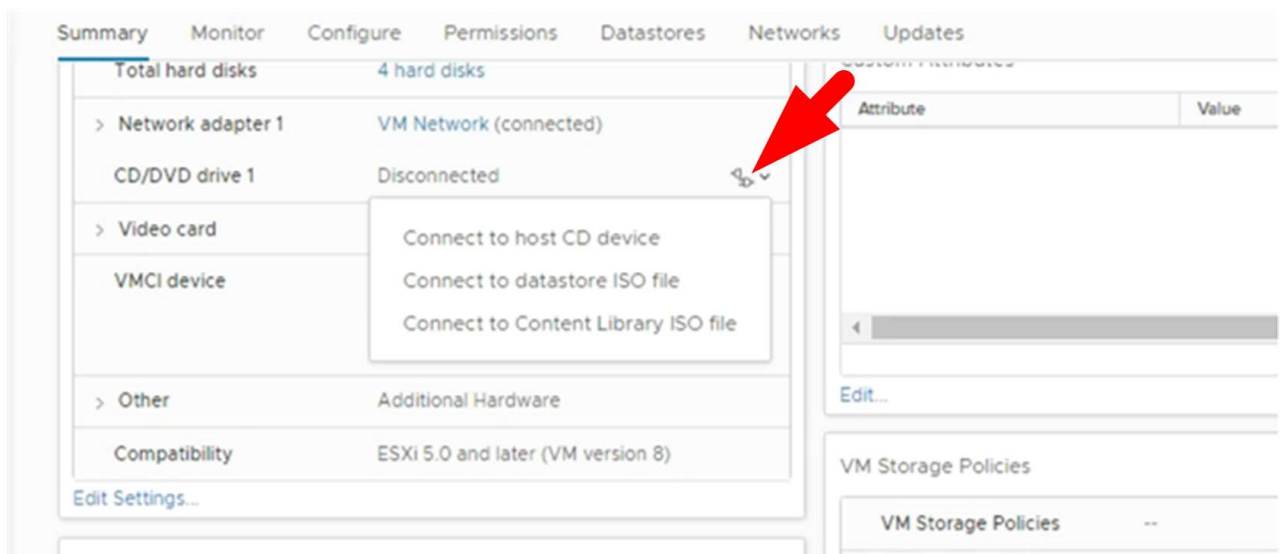 Summary Monitor Configure Permissions Datastores Networks Updates
Total hard disks 4 hard disks
Custom Attributes
Attribute Value
Network adapter 1 VM Network (connected)
CD/DVD drive 1 Disconnected
Video card
Connect to host CD device
VMCI device
Connect to datastore ISO file
Connect to Content Library ISO file
Other Additional Hardware
Edit...
Compatibility ESXi 5.0 and later (VM version 8)
VM Storage Policies
Edit Settings...
VM Storage Policies --